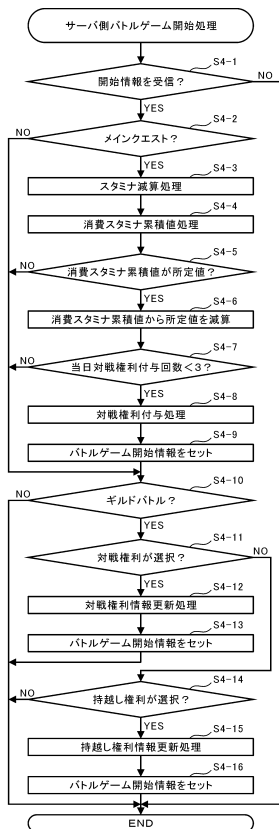 サーバ側バトルゲーム開始処理
S4-1
開始情報を受信?
NO
YES
S4-2
NO
メインクエスト?
YES
S4-3
スタミナ減算処理
S4-4
消費スタミナ累積値処理
S4-5
NO
消費スタミナ累積値が所定値?
YES
S4-6
消費スタミナ累積値から所定値を減算
S4-7
NO
当日対戦権利付与回数<3?
YES
S4-8
対戦権利付与処理
S4-9
バトルゲーム開始情報をセット
S4-10
NO
ギルドバトル?
YES
S4-11
対戦権利が選択?
NO
YES
S4-12
対戦権利情報更新処理
S4-13
バトルゲーム開始情報をセット
S4-14
NO
持越し権利が選択?
YES
S4-15
持越し権利情報更新処理
S4-16
バトルゲーム開始情報をセット
END